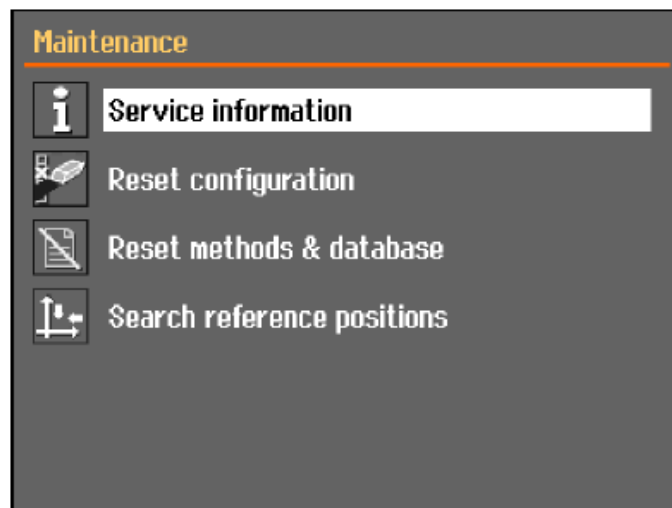 Maintenance
Service information
Reset configuration
Reset methods & database
Search reference positions